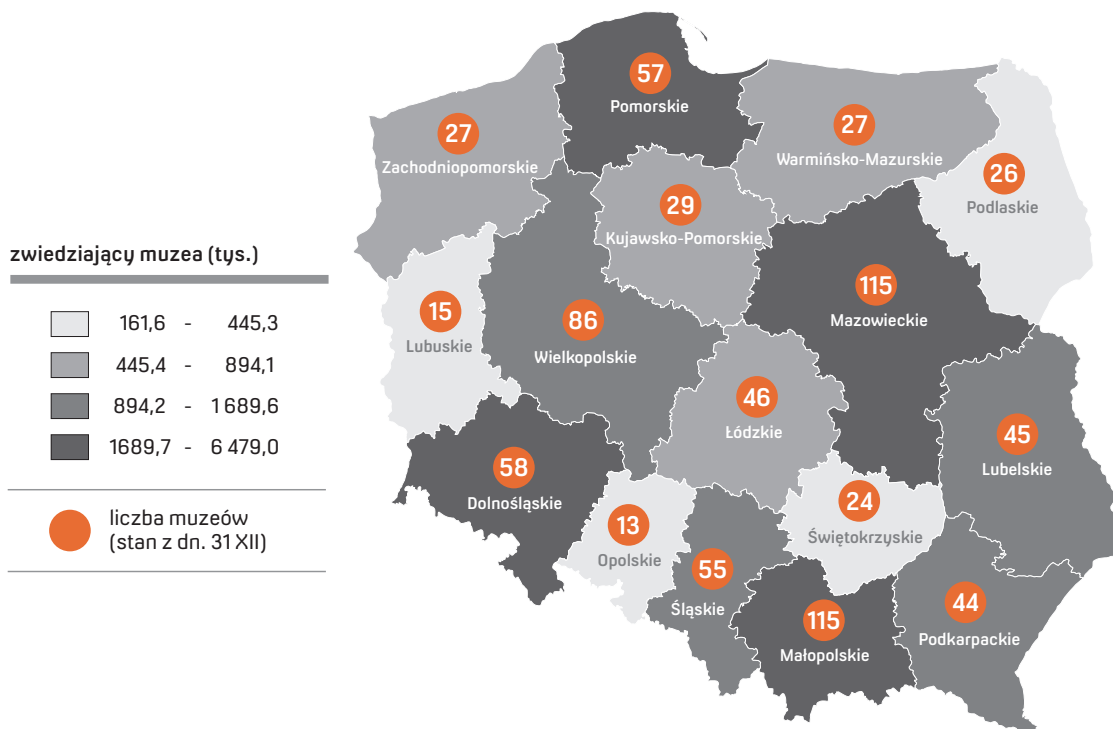 zwiedziający muzea (tys.)
161,6 - 445,3
445,4 - 894,1
894,2 - 1 689,6
1689,7 - 6 479,0
liczba muzeów
(stan z dn. 31 XII)
57
Pomorskie
27
Zachodniopomorskie
27
Warmińsko-Mazurskie
26
Podlaskie
29
Kujawsko-Pomorskie
115
Mazowieckie
15
Lubuskie
86
Wielkopolskie
46
Łódzkie
45
Lubelskie
58
Dolnośląskie
13
Opolskie
24
Świętokrzyskie
55
Śląskie
115
Małopolskie
44
Podkarpackie